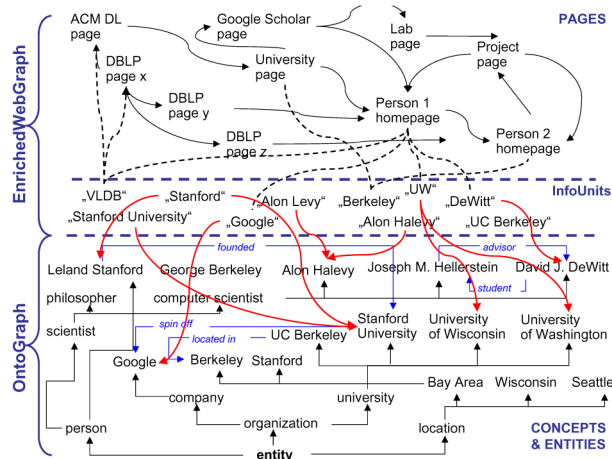 ACM DL
page
Google Scholar
page
PAGES
Lab
page
Project
page
DBLP
page x
University
page
DBLP
page y
Person 1
homepage
DBLP
page z
Person 2
homepage
EnrichedWebGraph
„VLDB“
„Stanford“
„Alon Levy“
„Berkeley“
„UW“
„DeWitt“
InfoUnits
„Stanford University“
„Google“
„Alon Halevy“
„UC Berkeley“
founded
advisor
Leland Stanford
George Berkeley
Alon Halevy
Joseph M. Hellerstein
David J. DeWitt
student
philosopher
computer scientist
scientist
spin off
located in
UC Berkeley
Stanford
University
University
of Wisconsin
University
of Washington
Google
Berkeley
Stanford
Bay Area
Wisconsin
Seattle
company
university
person
organization
location
entity
CONCEPTS
& ENTITIES
OntoGraph